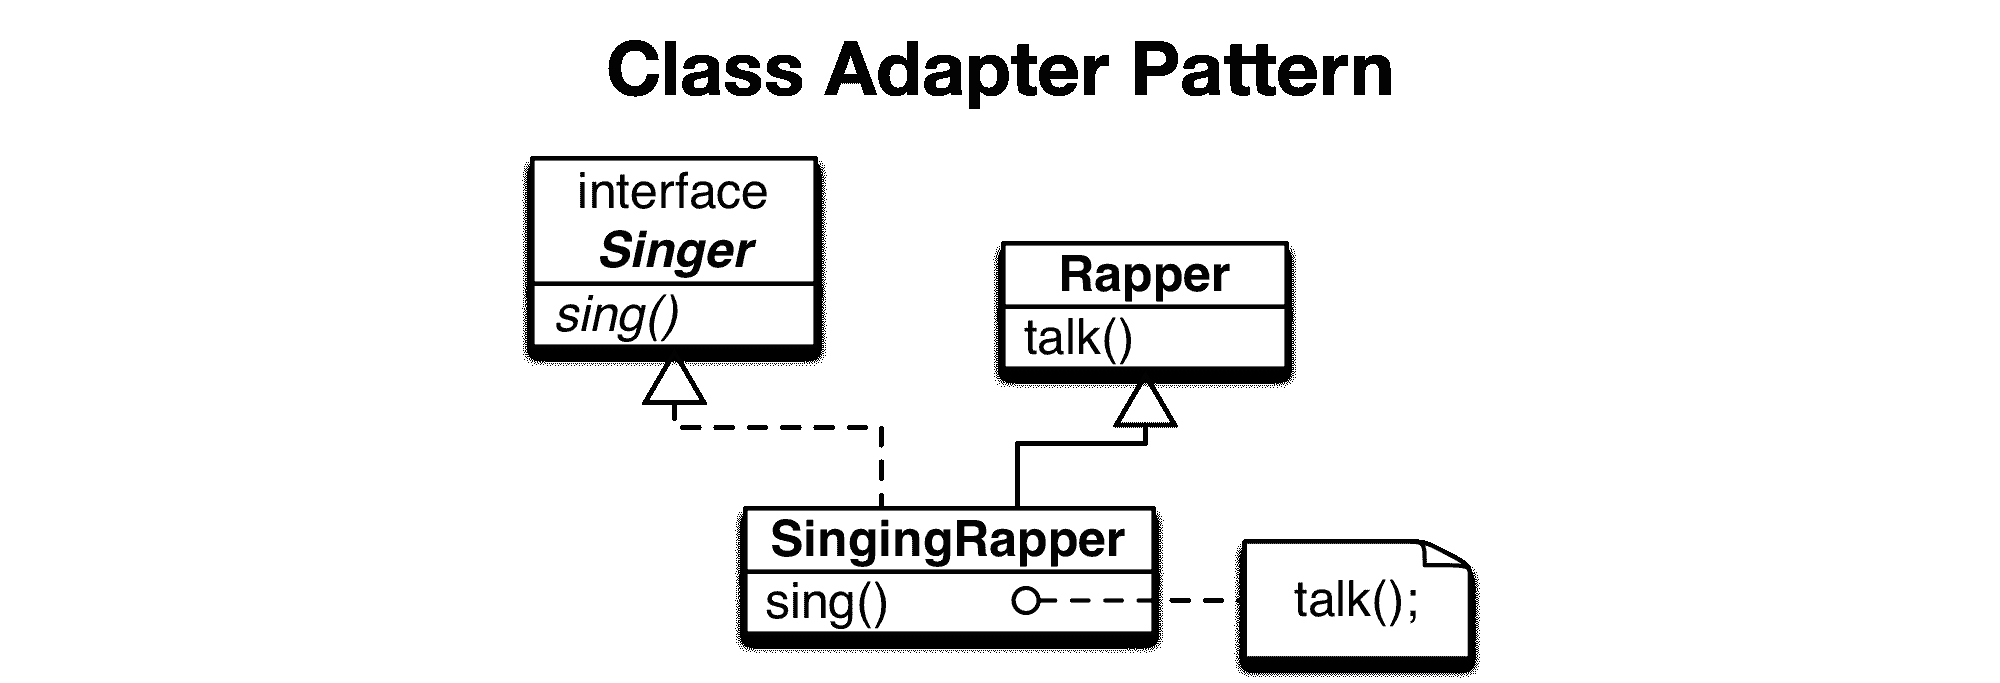 Class Adapter Pattern
interface
Singer
sing()
Rapper
talk()
SingingRapper
sing()
talk();